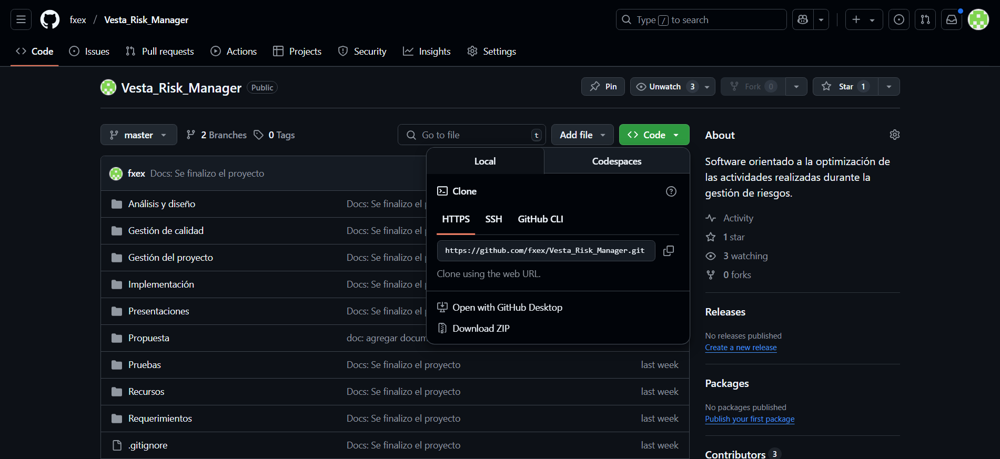 fxex / Vesta_Risk_Manager
Type / to search
Code Issues Pull requests Actions Projects Security Insights Settings
Vesta_Risk_Manager Public
Pin Unwatch 3 Fork 0 Star 1
master 2 Branches 0 Tags
Go to file t Add file Code
About
Software orientado a la optimización de
las actividades realizadas durante la
gestión de riesgos.
Activity
1 star
3 watching
0 forks
Releases
No releases published
Create a new release
Packages
No packages published
Publish your first package
Contributors 3
Local Codespaces
Clone
HTTPS SSH GitHub CLI
https://github.com/fxex/Vesta_Risk_Manager.git
Clone using the web URL.
Open with GitHub Desktop
Download ZIP
fxex Docs: Se finalizo el proyecto
Análisis y diseño Docs: Se finalizo el
Gestión de calidad Docs: Se finalizo el
Gestión del proyecto Docs: Se finalizo el
Implementación Docs: Se finalizo el
Presentaciones Docs: Se finalizo el
Propuesta doc: agregar
Pruebas Docs: Se finalizo el proyecto last week
Recursos Docs: Se finalizo el proyecto last week
Requerimientos Docs: Se finalizo el proyecto last week
.gitignore Docs: Se finalizo el proyecto last week